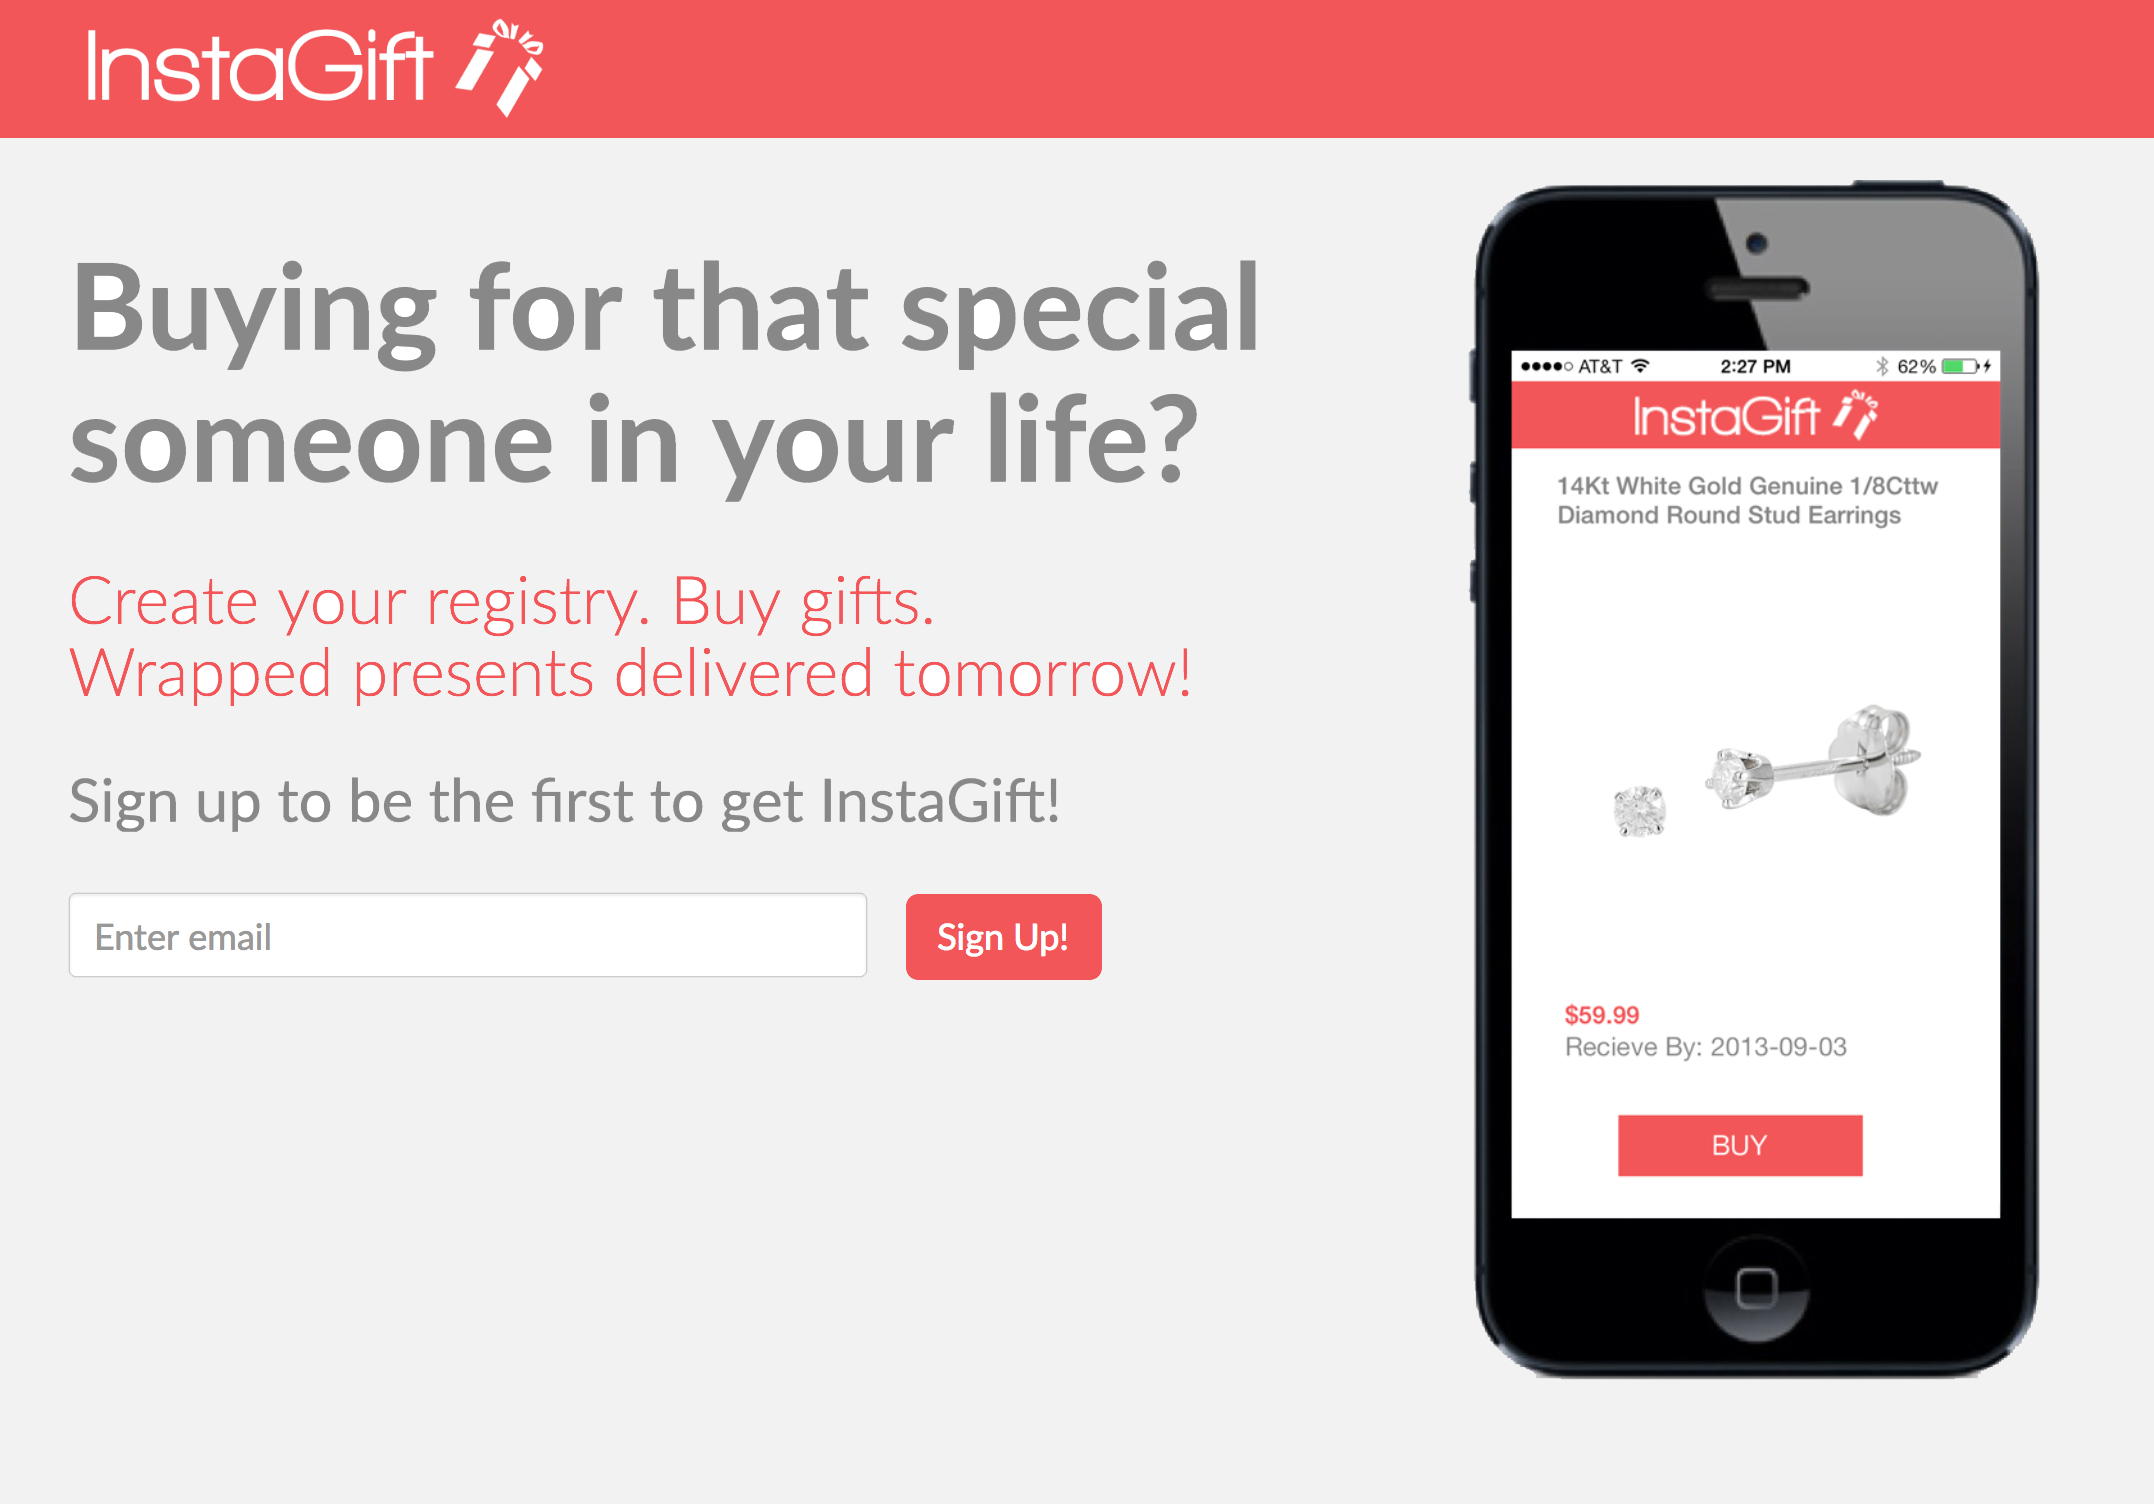 InstaGift
Buying for that special
someone in your life?
Create your registry. Buy gifts.
Wrapped presents delivered tomorrow!
Sign up to be the first to get InstaGift!
Enter email
Sign Up!
AT&T 2:27 PM 62%
InstaGift
14Kt White Gold Genuine 1/8Cttw
Diamond Round Stud Earrings
$59.99
Recieve By: 2013-09-03
BUY